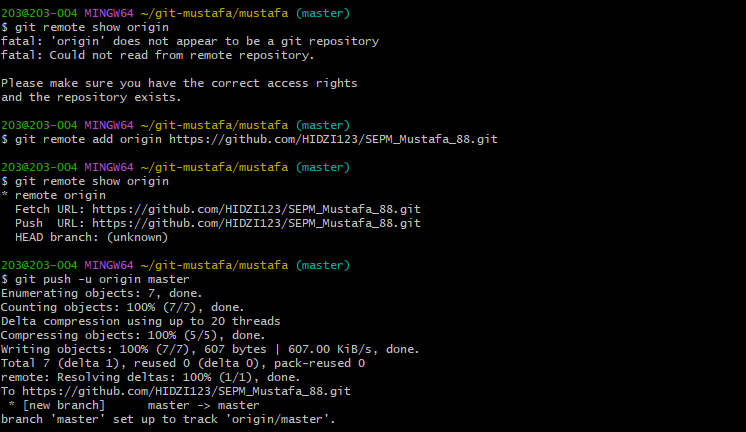 203@203-004 MINGW64 ~/git-mustafa/mustafa (master)
$ git remote show origin
fatal: 'origin' does not appear to be a git repository
fatal: Could not read from remote repository.

Please make sure you have the correct access rights
and the repository exists.

203@203-004 MINGW64 ~/git-mustafa/mustafa (master)
$ git remote add origin https://github.com/HIDZI123/SEPM_Mustafa_88.git

203@203-004 MINGW64 ~/git-mustafa/mustafa (master)
$ git remote show origin
* remote origin
  Fetch URL: https://github.com/HIDZI123/SEPM_Mustafa_88.git
  Push  URL: https://github.com/HIDZI123/SEPM_Mustafa_88.git
  HEAD branch: (unknown)

203@203-004 MINGW64 ~/git-mustafa/mustafa (master)
$ git push -u origin master
Enumerating objects: 7, done.
Counting objects: 100% (7/7), done.
Delta compression using up to 20 threads
Compressing objects: 100% (5/5), done.
Writing objects: 100% (7/7), 607 bytes | 607.00 KiB/s, done.
Total 7 (delta 1), reused 0 (delta 0), pack-reused 0
remote: Resolving deltas: 100% (1/1), done.
To https://github.com/HIDZI123/SEPM_Mustafa_88.git
 * [new branch]      master -> master
branch 'master' set up to track 'origin/master'.